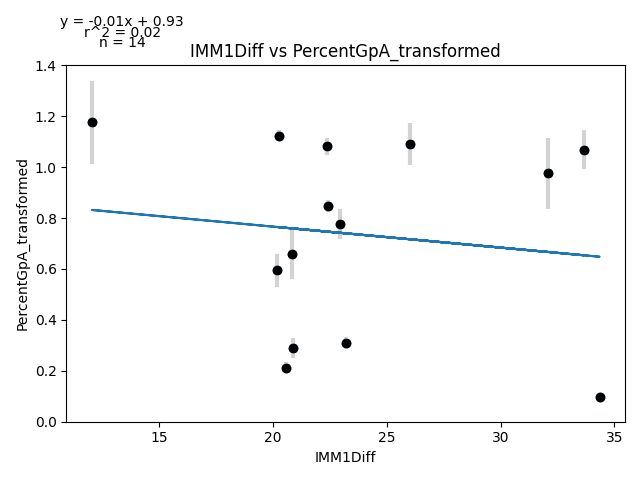 y = -0.01x + 0.93
r^2 = 0.02
n = 14
IMM1Diff vs PercentGpA_transformed
PercentGpA_transformed
1.4
1.2
1.0
0.8
0.6
0.4
0.2
0.0
15 20 25 30 35
IMM1Diff